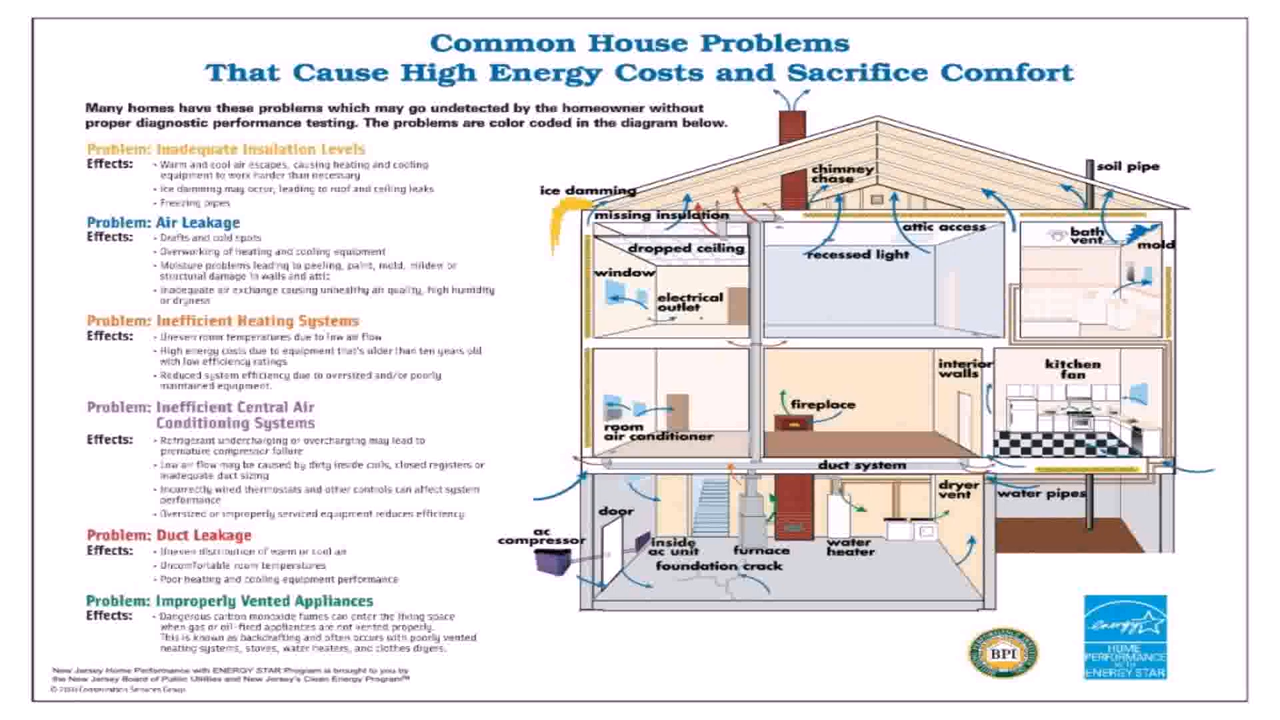 Common House Problems
That Cause High Energy Costs and Sacrifice Comfort
Many homes have these problems which may go undetected by the homeowner without
proper diagnostic performance testing. The problems are color coded in the diagram below.
Problem: Inadequate Insulation Levels
Effects: • Warm and cool air escapes, causing heating and cooling
equipment to work harder than necessary
• Ice damming may occur, leading to roof and ceiling leaks
• Freezing pipes
Problem: Air Leakage
Effects: • Drafts and cold spots
• Overworking of heating and cooling equipment
• Moisture problems leading to peeling, paint, mold, mildew or
structural damage in walls and attic
• Inadequate air exchange causing unhealthy air quality, high humidity
or dryness
Problem: Inefficient Heating Systems
Effects: • Uneven room temperatures due to low air flow
• High energy costs due to equipment that's older than ten years old
with low efficiency ratings
• Reduced system efficiency due to oversized and/or poorly
maintained equipment.
Problem: Inefficient Central Air
Conditioning Systems
Effects: • Refrigerant undercharging or overcharging may lead to
premature compressor failure
• Low air flow may be caused by dirty inside coils, closed registers or
inadequate duct sizing
• Incorrectly wired thermostats and other controls can affect system
performance
• Oversized or improperly serviced equipment reduces efficiency
Problem: Duct Leakage
Effects: • Uneven distribution of warm or cool air
• Uncomfortable room temperatures
• Poor heating and cooling equipment performance
Problem: Improperly Vented Appliances
Effects: • Dangerous carbon monoxide fumes can enter the living space
when gas or oil-fired appliances are not vented properly.
This is known as backdrafting and often occurs with poorly vented
heating systems, stoves, water heaters, and clothes dryers.
New Jersey Home Performance with ENERGY STAR Program is brought to you by
the New Jersey Board of Public Utilities and New Jersey's Clean Energy Program™
Conservation Services Group
chimney
chase
soil pipe
ice damming
missing insulation
attic access
bath
vent
mold
dropped ceiling
recessed light
window
electrical
outlet
interior
walls
kitchen
fan
fireplace
room
air conditioner
duct system
dryer
vent
water pipes
door
ac
compressor
inside
ac unit
furnace
water
heater
foundation crack
BPI
energy
HOME
PERFORMANCE
WITH
ENERGY STAR